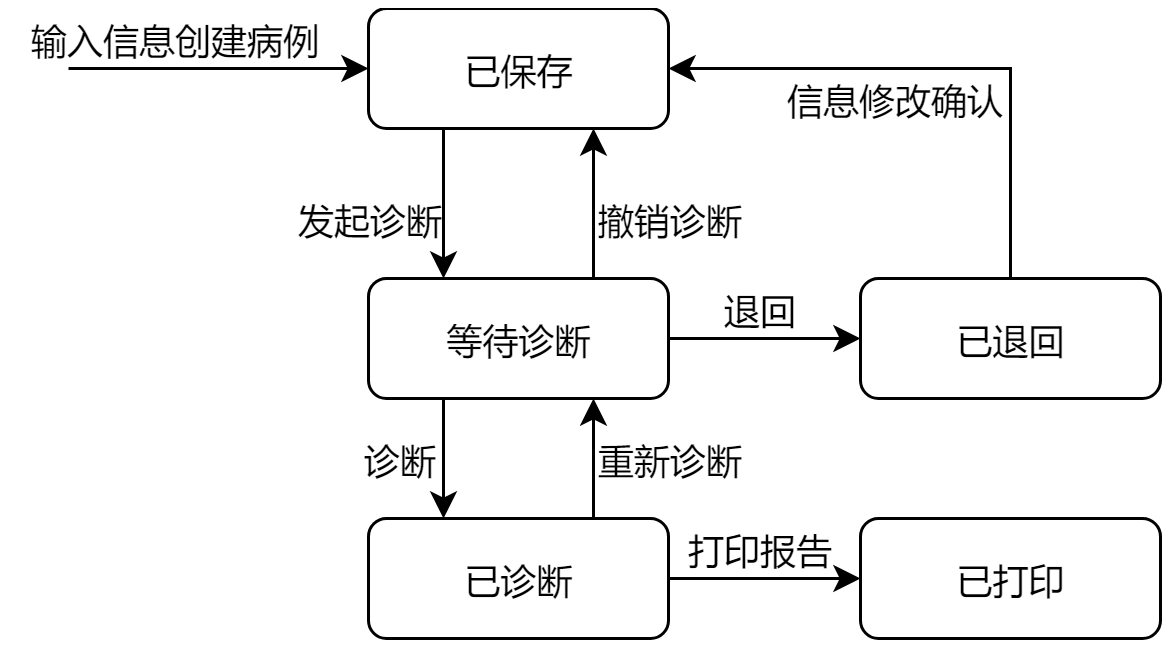 输入信息创建病例
已保存
信息修改确认
发起诊断
撤销诊断
退回
等待诊断
已退回
诊断
重新诊断
打印报告
已诊断
已打印